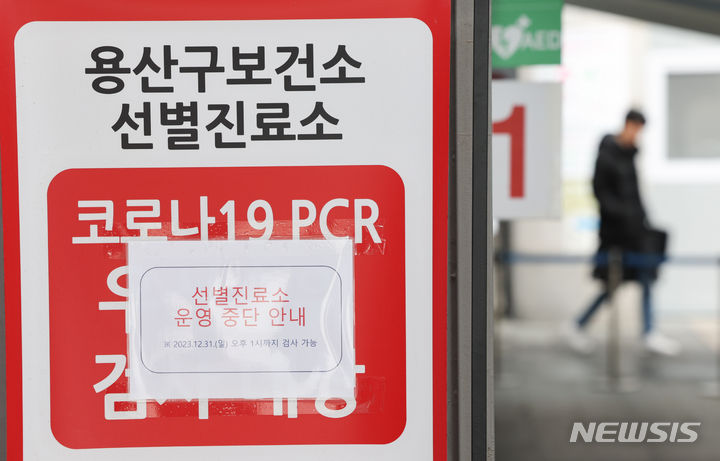 용산구보건소
선별진료소
코로나19 PCR
우
선별진료소
운영 중단 안내
※ 2023.12.31.(일) 오후 1시까지 검사 가능
AED
1
NEWSIS